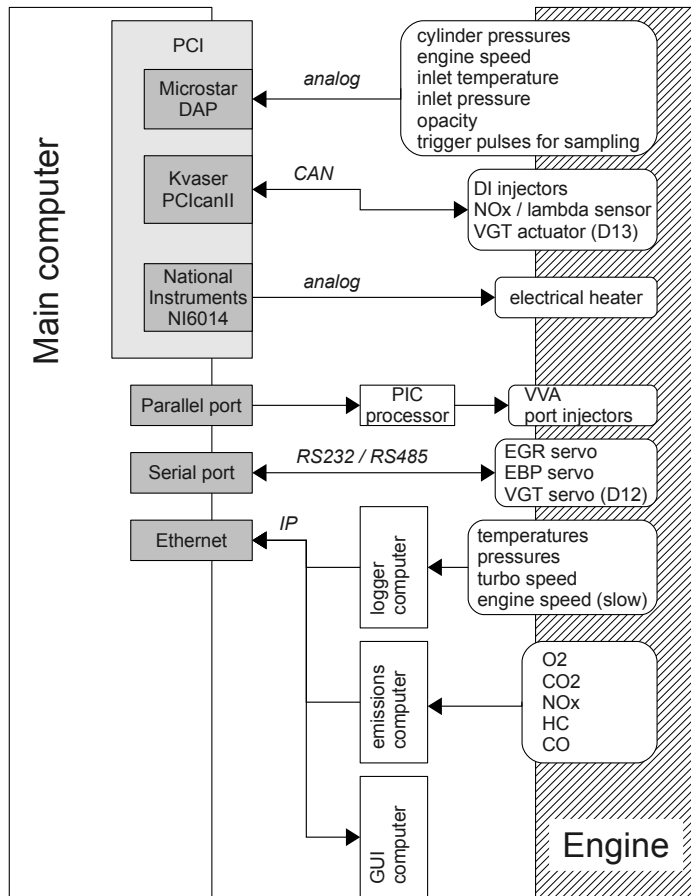 PCI
Microstar
DAP
analog
cylinder pressures
engine speed
inlet temperature
inlet pressure
opacity
trigger pulses for sampling
Kvaser
PCIcanII
CAN
DI injectors
NOx / lambda sensor
VGT actuator (D13)
National
Instruments
NI6014
analog
electrical heater
Main computer
Parallel port
PIC
processor
VVA
port injectors
Serial port
RS232 / RS485
EGR servo
EBP servo
VGT servo (D12)
Ethernet
IP
logger
computer
temperatures
pressures
turbo speed
engine speed (slow)
emissions
computer
O2
CO2
NOx
HC
CO
GUI
computer
Engine